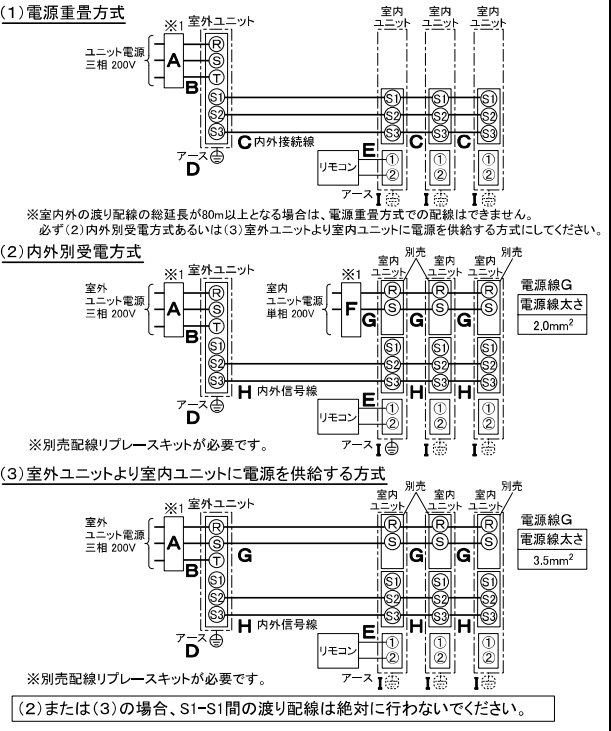 (1)電源重畳方式
※1 室外ユニット
室内ユニット 室内ユニット 室内ユニット
ユニット電源
三相 200V
A
B
R
S
T
S1 S1 S1 S1
S2 S2 S2 S2
S3 S3 S3 S3
C 内外接続線 E C C
アース
D
リモコン
① ① ①
② ② ②
アース I I I
※室内外の渡り配線の総延長が80m以上となる場合は、電源重畳方式での配線はできません。
必ず(2)内外別受電方式あるいは(3)室外ユニットより室内ユニットに電源を供給する方式にしてください。
(2)内外別受電方式
※1 室外ユニット
※1 室内ユニット 別売 室内ユニット 室内ユニット 別売
室外
ユニット電源
三相 200V
A
B
R
S
T
室内
ユニット電源
単相 200V
F
R R R
S S S
G G G
電源線G
電源線太さ
2.0mm²
S1 S1 S1 S1
S2 S2 S2 S2
S3 S3 S3 S3
H 内外信号線 E H H
アース
D
リモコン
① ① ①
② ② ②
アース I I I
※別売配線リプレースキットが必要です。
(3)室外ユニットより室内ユニットに電源を供給する方式
※1 室外ユニット
室内ユニット 別売 室内ユニット 室内ユニット 別売
室外
ユニット電源
三相 200V
A
B
R R R R
S S S S
T
G G G
電源線G
電源線太さ
3.5mm²
S1 S1 S1 S1
S2 S2 S2 S2
S3 S3 S3 S3
H 内外信号線 E H H
アース
D
リモコン
① ① ①
② ② ②
アース I I I
※別売配線リプレースキットが必要です。
(2)または(3)の場合、S1-S1間の渡り配線は絶対に行わないでください。